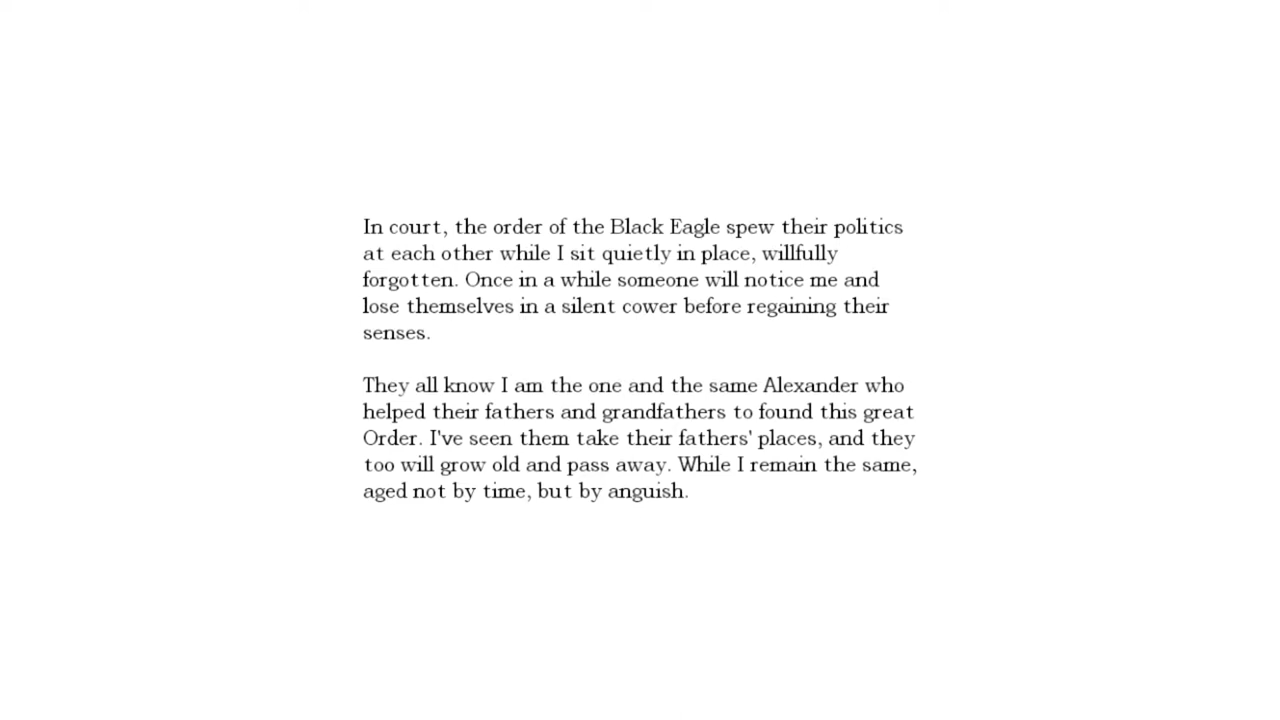 In court, the order of the Black Eagle spew their politics
at each other while I sit quietly in place, willfully
forgotten. Once in a while someone will notice me and
lose themselves in a silent cower before regaining their
senses.
They all know I am the one and the same Alexander who
helped their fathers and grandfathers to found this great
Order. I've seen them take their fathers' places, and they
too will grow old and pass away. While I remain the same,
aged not by time, but by anguish.